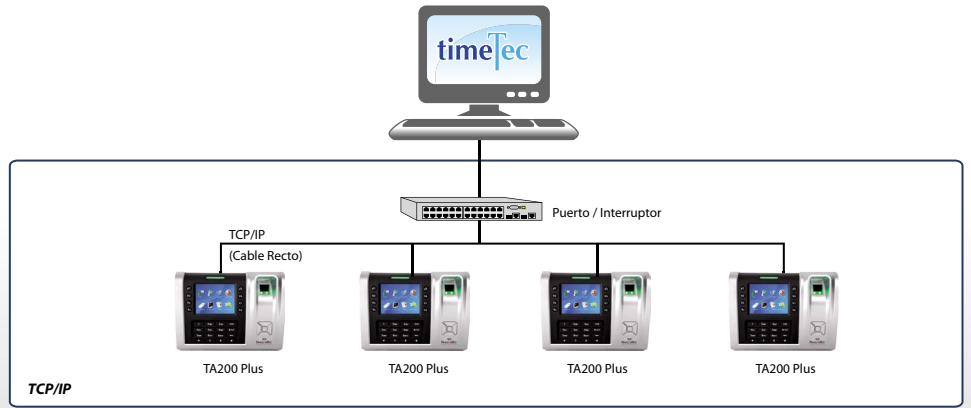 timeTec
Puerto / Interruptor
TCP/IP
(Cable Recto)
TA200 Plus
TA200 Plus
TA200 Plus
TA200 Plus
TCP/IP